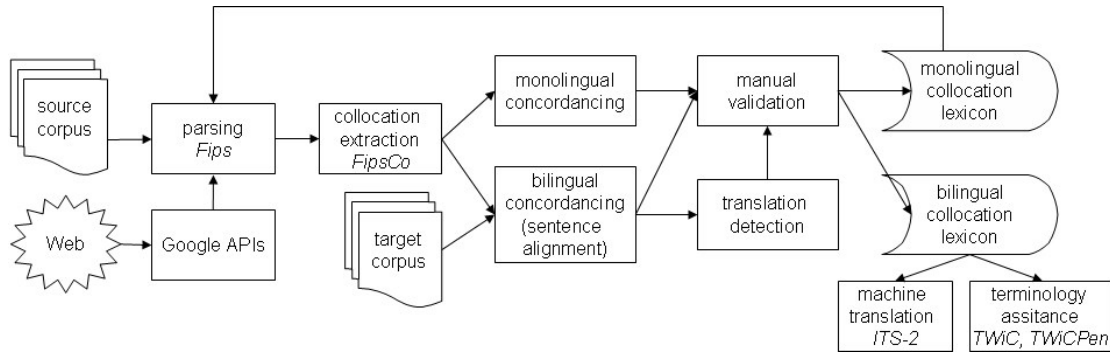 source
corpus
parsing
Fips
collocation
extraction
FipsCo
monolingual
concordancing
manual
validation
monolingual
collocation
lexicon
Web
Google APIs
target
corpus
bilingual
concordancing
(sentence
alignment)
translation
detection
bilingual
collocation
lexicon
machine
translation
ITS-2
terminology
assitance
TWiC, TWiCPen